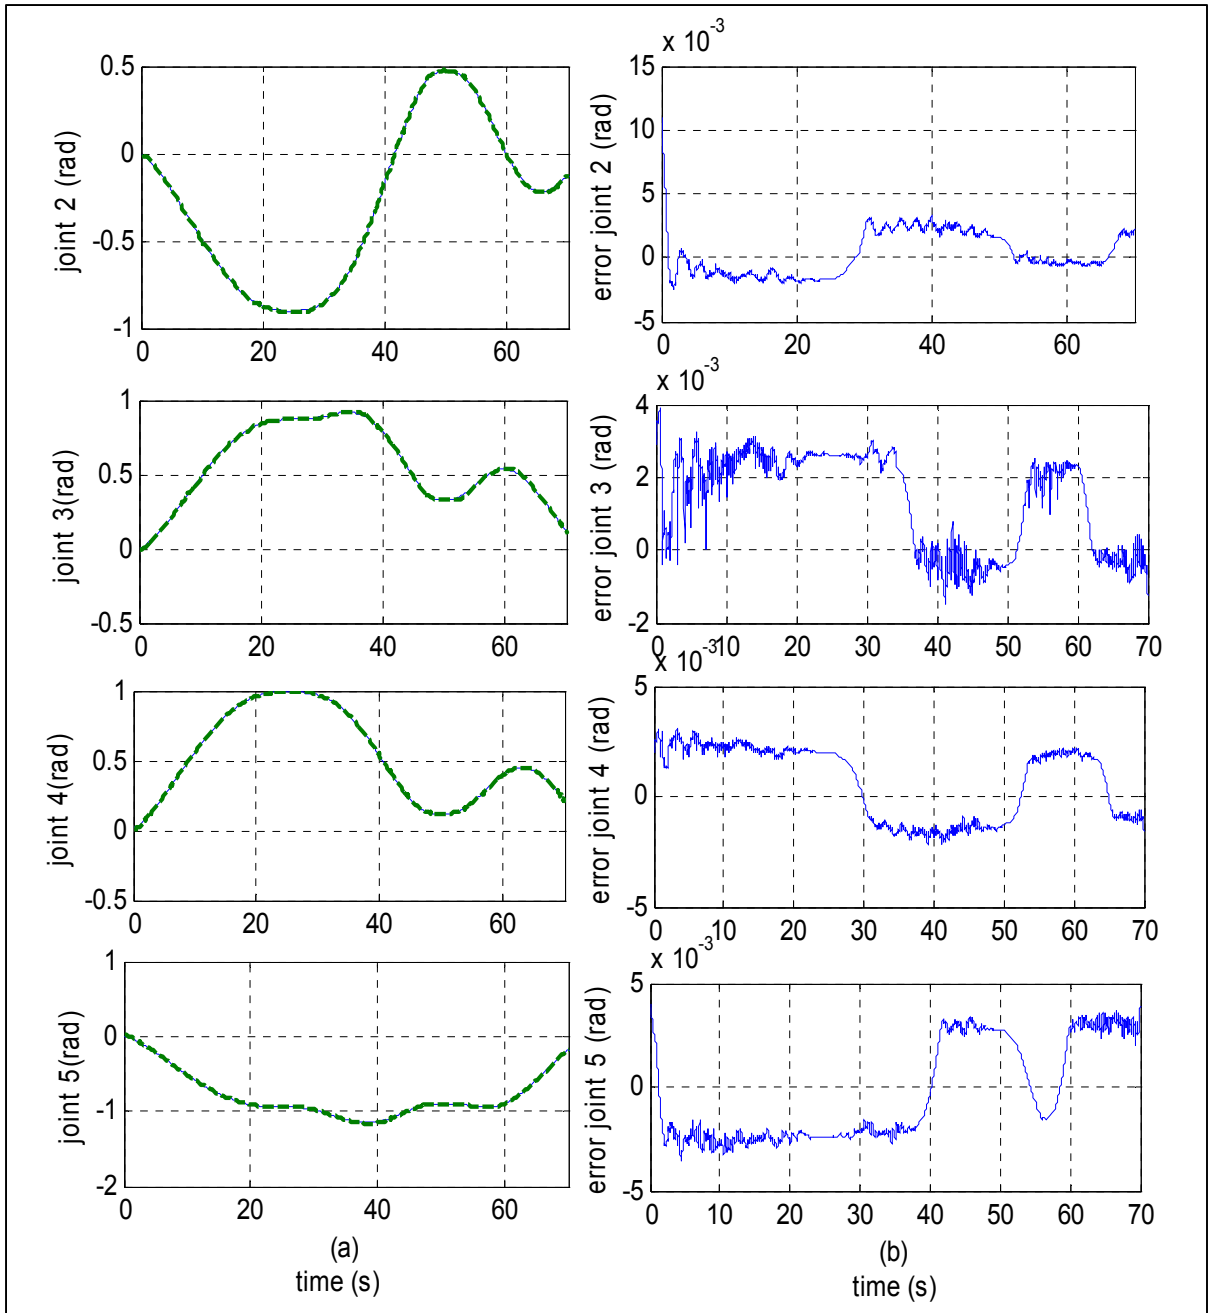 x 10-3
0.5
0
-0.5
-1
joint 2 (rad)
0 20 40 60
15
10
5
0
-5
error joint 2 (rad)
0 20 40 60
x 10-3
1
0.5
0
-0.5
joint 3(rad)
0 20 40 60
4
2
0
-2
error joint 3 (rad)
0 10 20 30 40 50 60 70
x 10-3
1
0.5
0
-0.5
joint 4(rad)
0 20 40 60
5
0
-5
error joint 4 (rad)
0 10 20 30 40 50 60 70
x 10-3
1
0
-1
-2
joint 5(rad)
0 20 40 60
5
0
-5
error joint 5 (rad)
0 10 20 30 40 50 60 70
(a)
time (s)
(b)
time (s)